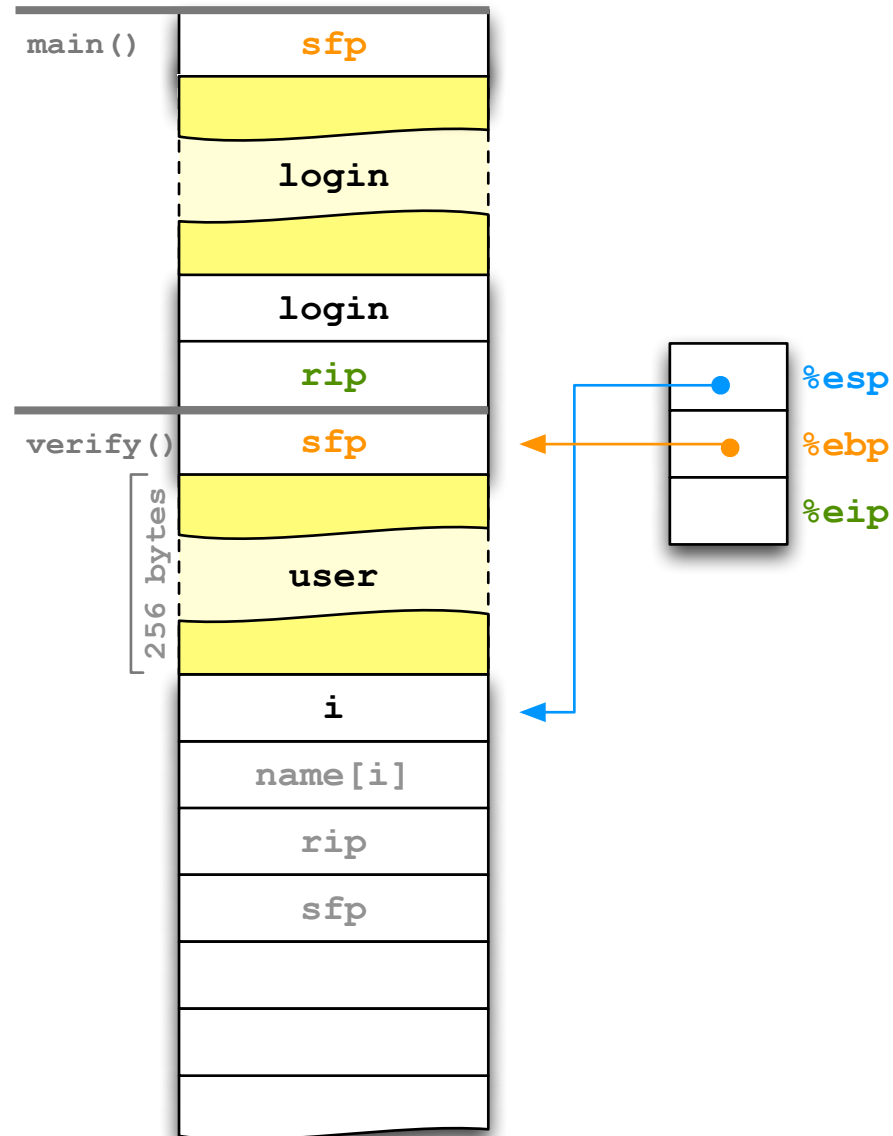 main()
sfp
login
login
rip
%esp
verify()
sfp
%ebp
%eip
256 bytes
user
i
name[i]
rip
sfp